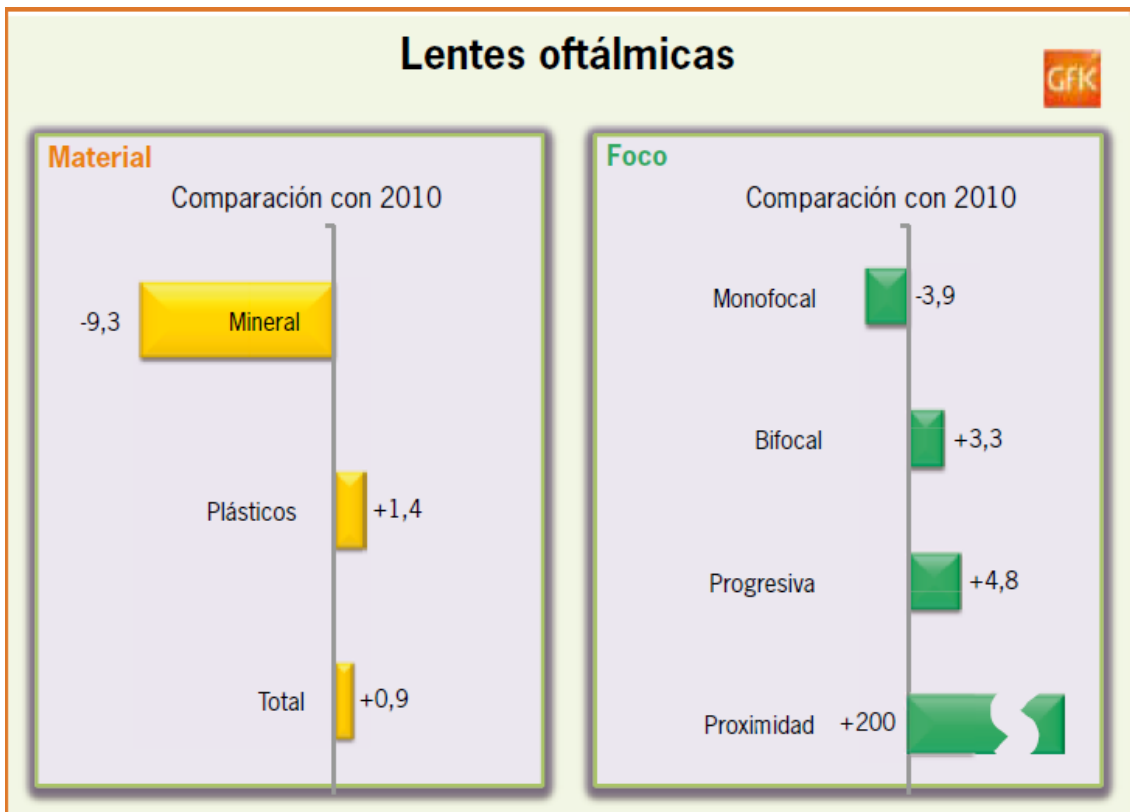 Lentes oftálmicas
GFK
Material
Comparación con 2010
-9,3 Mineral
Plásticos +1,4
Total +0,9
Foco
Comparación con 2010
Monofocal -3,9
Bifocal +3,3
Progresiva +4,8
Proximidad +200